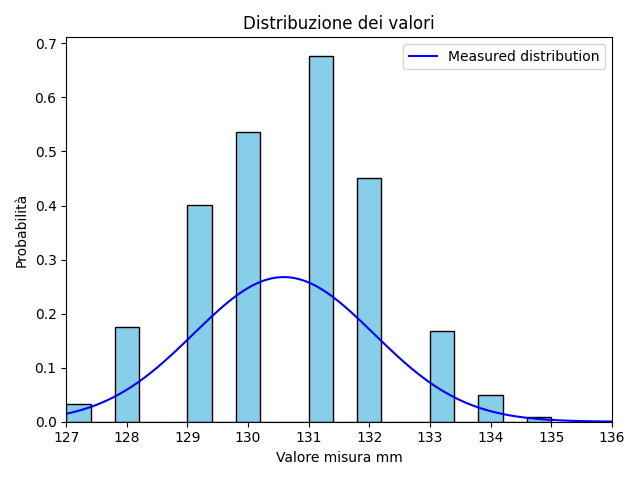 Distribuzione dei valori
Measured distribution
Probabilità
0.7
0.6
0.5
0.4
0.3
0.2
0.1
0.0
127 128 129 130 131 132 133 134 135 136
Valore misura mm